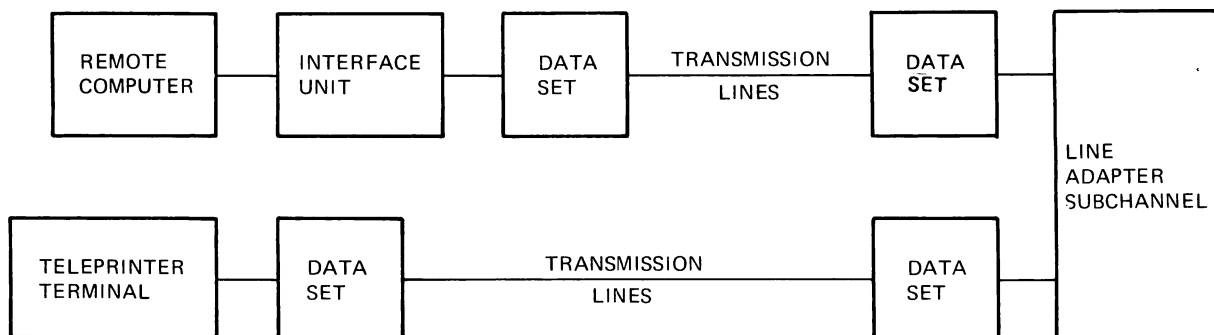 REMOTE
COMPUTER
INTERFACE
UNIT
DATA
SET
TRANSMISSION
LINES
DATA
SET
LINE
ADAPTER
SUBCHANNEL
TELEPRINTER
TERMINAL
DATA
SET
TRANSMISSION
LINES
DATA
SET